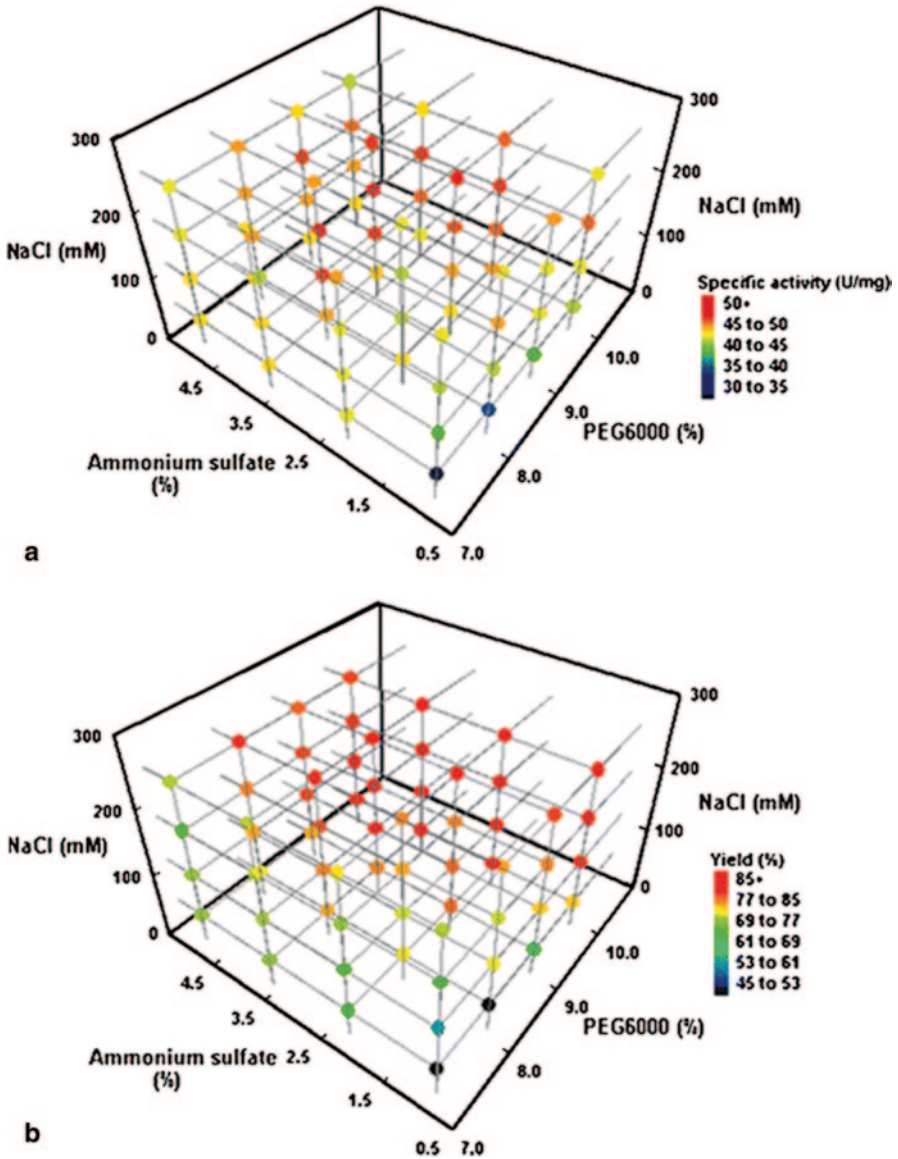 300
300
200
NaCl (mM)
200
NaCl (mM)
100
100
0
Specific activity (U/mg)
50+
45 to 50
40 to 45
35 to 40
30 to 35
0
10.0
4.5
9.0
PEG6000 (%)
3.5
Ammonium sulfate 2.5
(%)
8.0
1.5
a
0.5 7.0
300
300
200
NaCl (mM)
200
NaCl (mM)
100
100
0
Yield (%)
85+
77 to 85
69 to 77
61 to 69
53 to 61
45 to 53
0
10.0
4.5
9.0
PEG6000 (%)
3.5
Ammonium sulfate 2.5
(%)
8.0
1.5
b
0.5 7.0